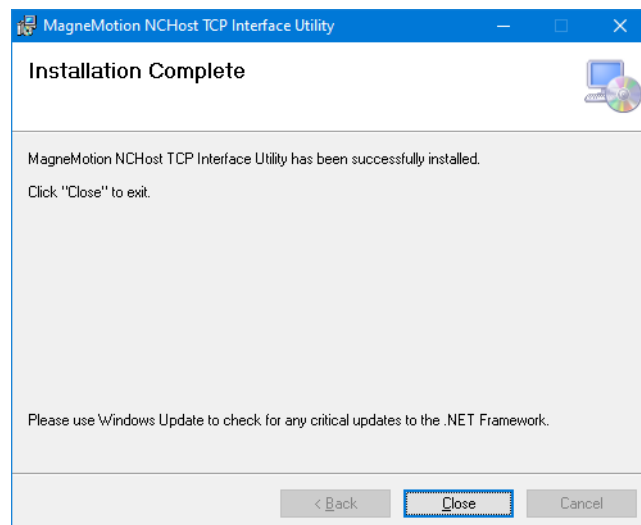 MagneMotion NCHost TCP Interface Utility
Installation Complete
MagneMotion NCHost TCP Interface Utility has been successfully installed.
Click "Close" to exit.
Please use Windows Update to check for any critical updates to the .NET Framework.
< Back
Close
Cancel